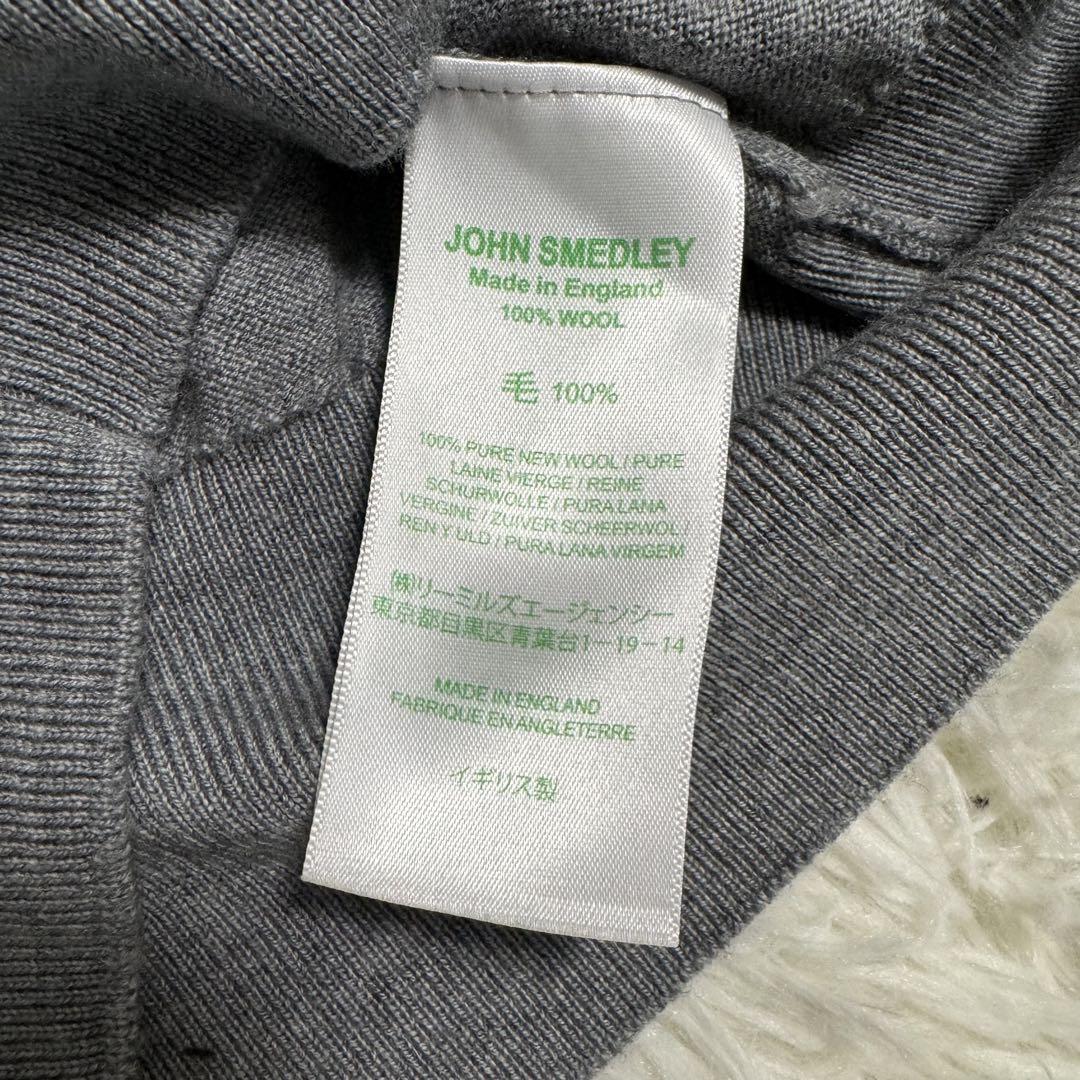 JOHN SMEDLEY
Made in England
100% WOOL
毛 100%
100% PURE NEW WOOL / PURE
LAINE VIERGE / REINE
SCHURWOLLE / PURA LANA
VERGINE / ZUIVER SCHEERWOL /
REN Y ULD / PURA LANA VIRGEM
㈱リーミルズエージェンシー
東京都目黒区青葉台1-19-14
MADE IN ENGLAND
FABRIQUE EN ANGLETERRE
イギリス製